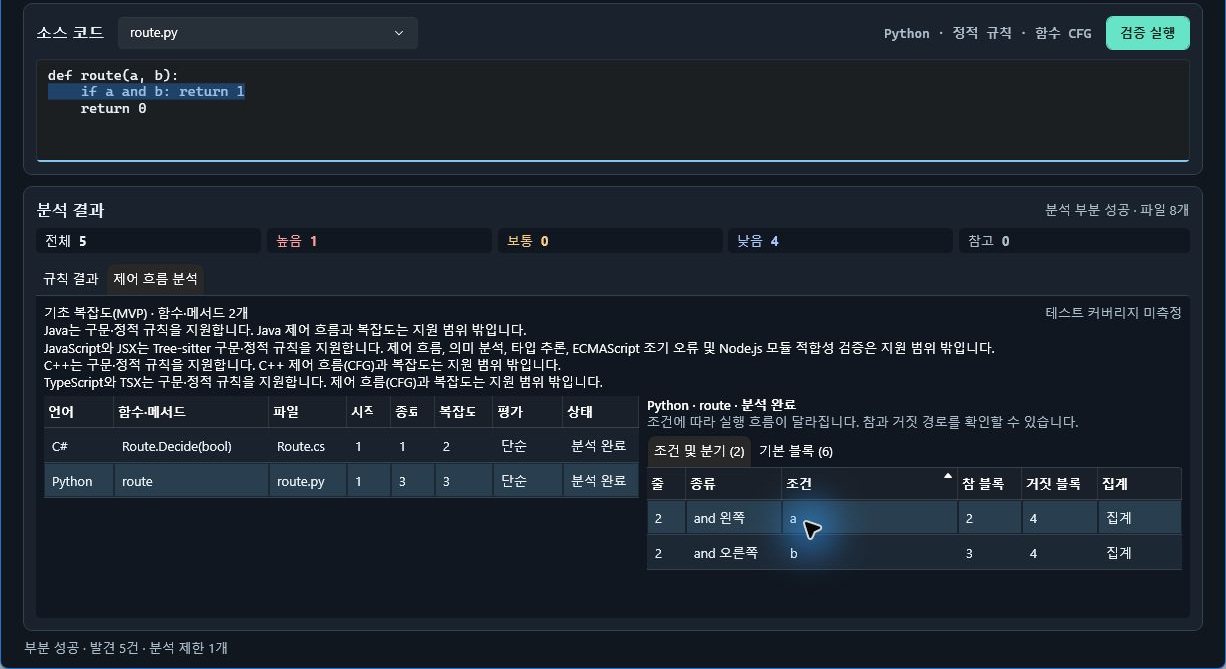 소스 코드 route.py Python · 정적 규칙 · 함수 CFG 검증 실행
def route(a, b):
    if a and b: return 1
    return 0
분석 결과 분석 부분 성공 · 파일 8개
전체 5 높음 1 보통 0 낮음 4 참고 0
규칙 결과 제어 흐름 분석
기초 복잡도(MVP) · 함수·메서드 2개 테스트 커버리지 미측정
Java는 구문·정적 규칙을 지원합니다. Java 제어 흐름과 복잡도는 지원 범위 밖입니다.
JavaScript와 JSX는 Tree-sitter 구문·정적 규칙을 지원합니다. 제어 흐름, 의미 분석, 타입 추론, ECMAScript 조기 오류 및 Node.js 모듈 적합성 검증은 지원 범위 밖입니다.
C++는 구문·정적 규칙을 지원합니다. C++ 제어 흐름(CFG)과 복잡도는 지원 범위 밖입니다.
TypeScript와 TSX는 구문·정적 규칙을 지원합니다. 제어 흐름(CFG)과 복잡도는 지원 범위 밖입니다.
언어 함수·메서드 파일 시작 종료 복잡도 평가 상태
C# Route.Decide(bool) Route.cs 1 1 2 단순 분석 완료
Python route route.py 1 3 3 단순 분석 완료
Python · route · 분석 완료
조건에 따라 실행 흐름이 달라집니다. 참과 거짓 경로를 확인할 수 있습니다.
조건 및 분기 (2) 기본 블록 (6)
줄 종류 조건 참 블록 거짓 블록 집계
2 and 왼쪽 a 2 4 집계
2 and 오른쪽 b 3 4 집계
부분 성공 · 발견 5건 · 분석 제한 1개